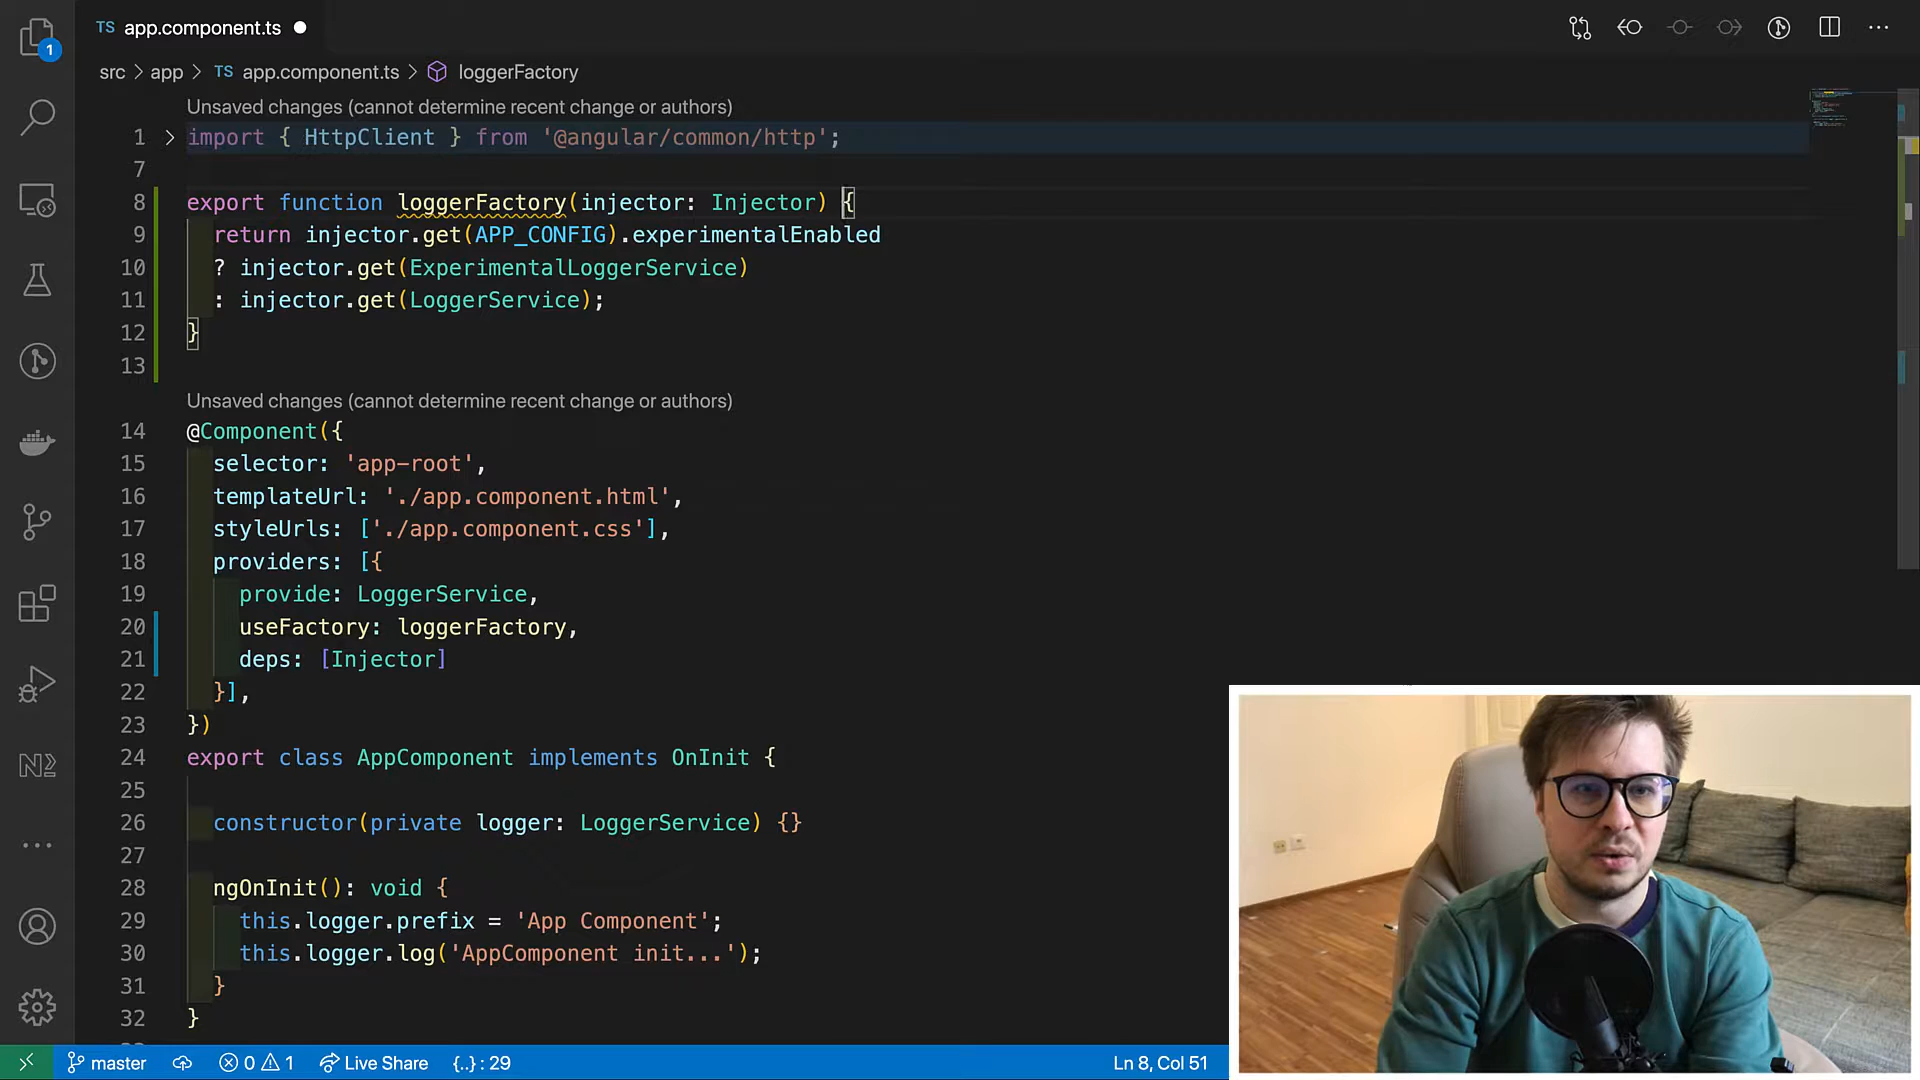 TS app.component.ts
src > app > TS app.component.ts > loggerFactory
Unsaved changes (cannot determine recent change or authors)
1 import { HttpClient } from '@angular/common/http';
7
8 export function loggerFactory(injector: Injector) {
9 return injector.get(APP_CONFIG).experimentalEnabled
10 ? injector.get(ExperimentalLoggerService)
11 : injector.get(LoggerService);
12 }
13
Unsaved changes (cannot determine recent change or authors)
14 @Component({
15 selector: 'app-root',
16 templateUrl: './app.component.html',
17 styleUrls: ['./app.component.css'],
18 providers: [{
19 provide: LoggerService,
20 useFactory: loggerFactory,
21 deps: [Injector]
22 }],
23 })
24 export class AppComponent implements OnInit {
25
26 constructor(private logger: LoggerService) {}
27
28 ngOnInit(): void {
29 this.logger.prefix = 'App Component';
30 this.logger.log('AppComponent init...');
31 }
32 }
1
master 0 1 Live Share {..} : 29 Ln 8, Col 51